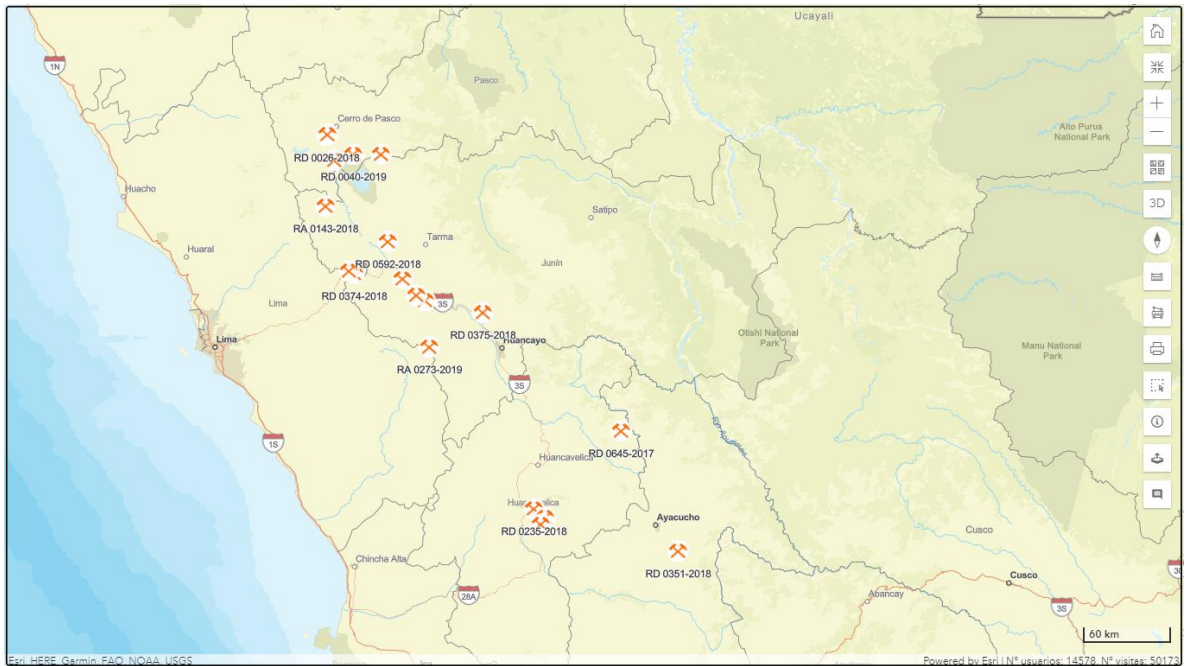 Ucayali
1N
Pasco
Cerro de Pasco
Alto Purus
National Park
RD 0026-2018
RD 0040-2019
Huacho
Satipo
3D
RA 0143-2018
Tarma
Huaral
RD 0592-2018
Junín
RD 0374-2018
Lima
3S
RD 0375-2018
Otishi National
Park
Lima
Huancayo
Manu National
Park
RA 0273-2019
3S
Río Apurímac
1S
RD 0645-2017
Huancavelica
RD 0235-2018
Ayacucho
Cusco
Chincha Alta
RD 0351-2018
Cusco
28A
Abancay
3S
60 km
Esri, HERE, Garmin, FAO, NOAA, USGS
Powered by Esri | N° usuarios: 14578, N° visitas: 50173